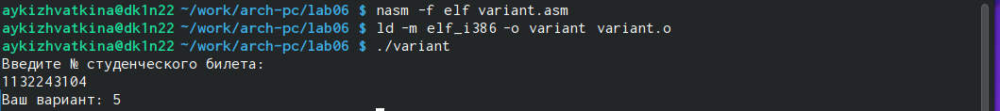 aykizhvatkina@dk1n22 ~/work/arch-pc/lab06 $ nasm -f elf variant.asm
aykizhvatkina@dk1n22 ~/work/arch-pc/lab06 $ ld -m elf_i386 -o variant variant.o
aykizhvatkina@dk1n22 ~/work/arch-pc/lab06 $ ./variant
Введите № студенческого билета:
1132243104
Ваш вариант: 5